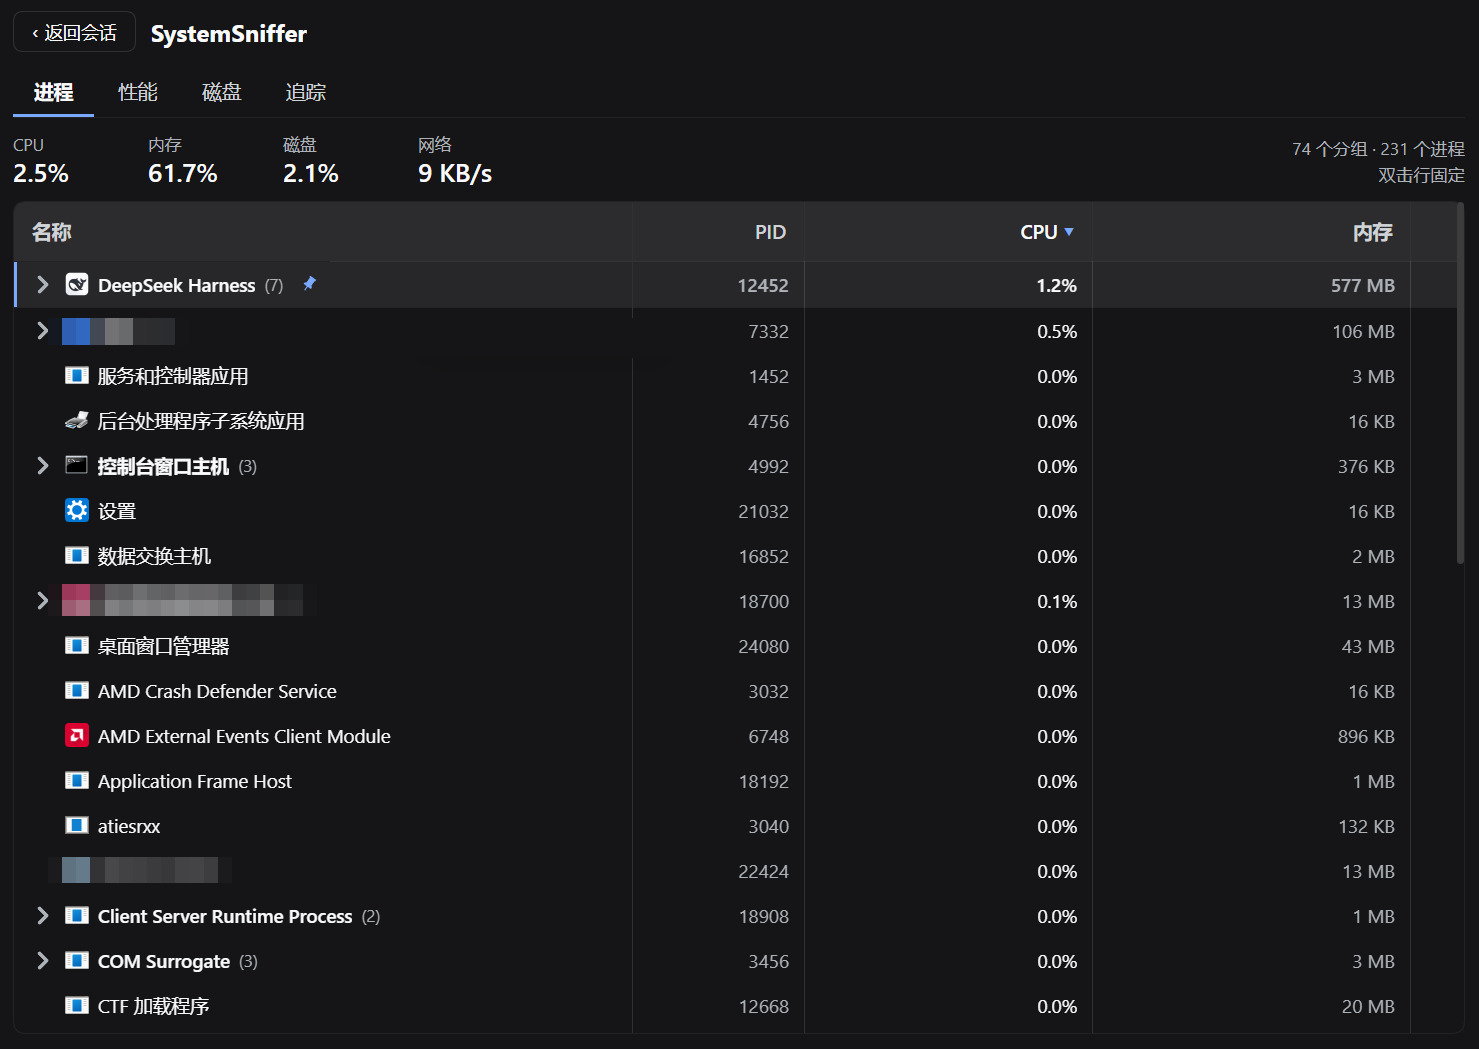 ‹ 返回会话 SystemSniffer
进程 性能 磁盘 追踪
CPU 内存 磁盘 网络
2.5% 61.7% 2.1% 9 KB/s
74 个分组 · 231 个进程
双击行固定
名称 PID CPU 内存
DeepSeek Harness (7) 12452 1.2% 577 MB
7332 0.5% 106 MB
服务和控制器应用 1452 0.0% 3 MB
后台处理程序子系统应用 4756 0.0% 16 KB
控制台窗口主机 (3) 4992 0.0% 376 KB
设置 21032 0.0% 16 KB
数据交换主机 16852 0.0% 2 MB
18700 0.1% 13 MB
桌面窗口管理器 24080 0.0% 43 MB
AMD Crash Defender Service 3032 0.0% 16 KB
AMD External Events Client Module 6748 0.0% 896 KB
Application Frame Host 18192 0.0% 1 MB
atiesrxx 3040 0.0% 132 KB
22424 0.0% 13 MB
Client Server Runtime Process (2) 18908 0.0% 1 MB
COM Surrogate (3) 3456 0.0% 3 MB
CTF 加载程序 12668 0.0% 20 MB